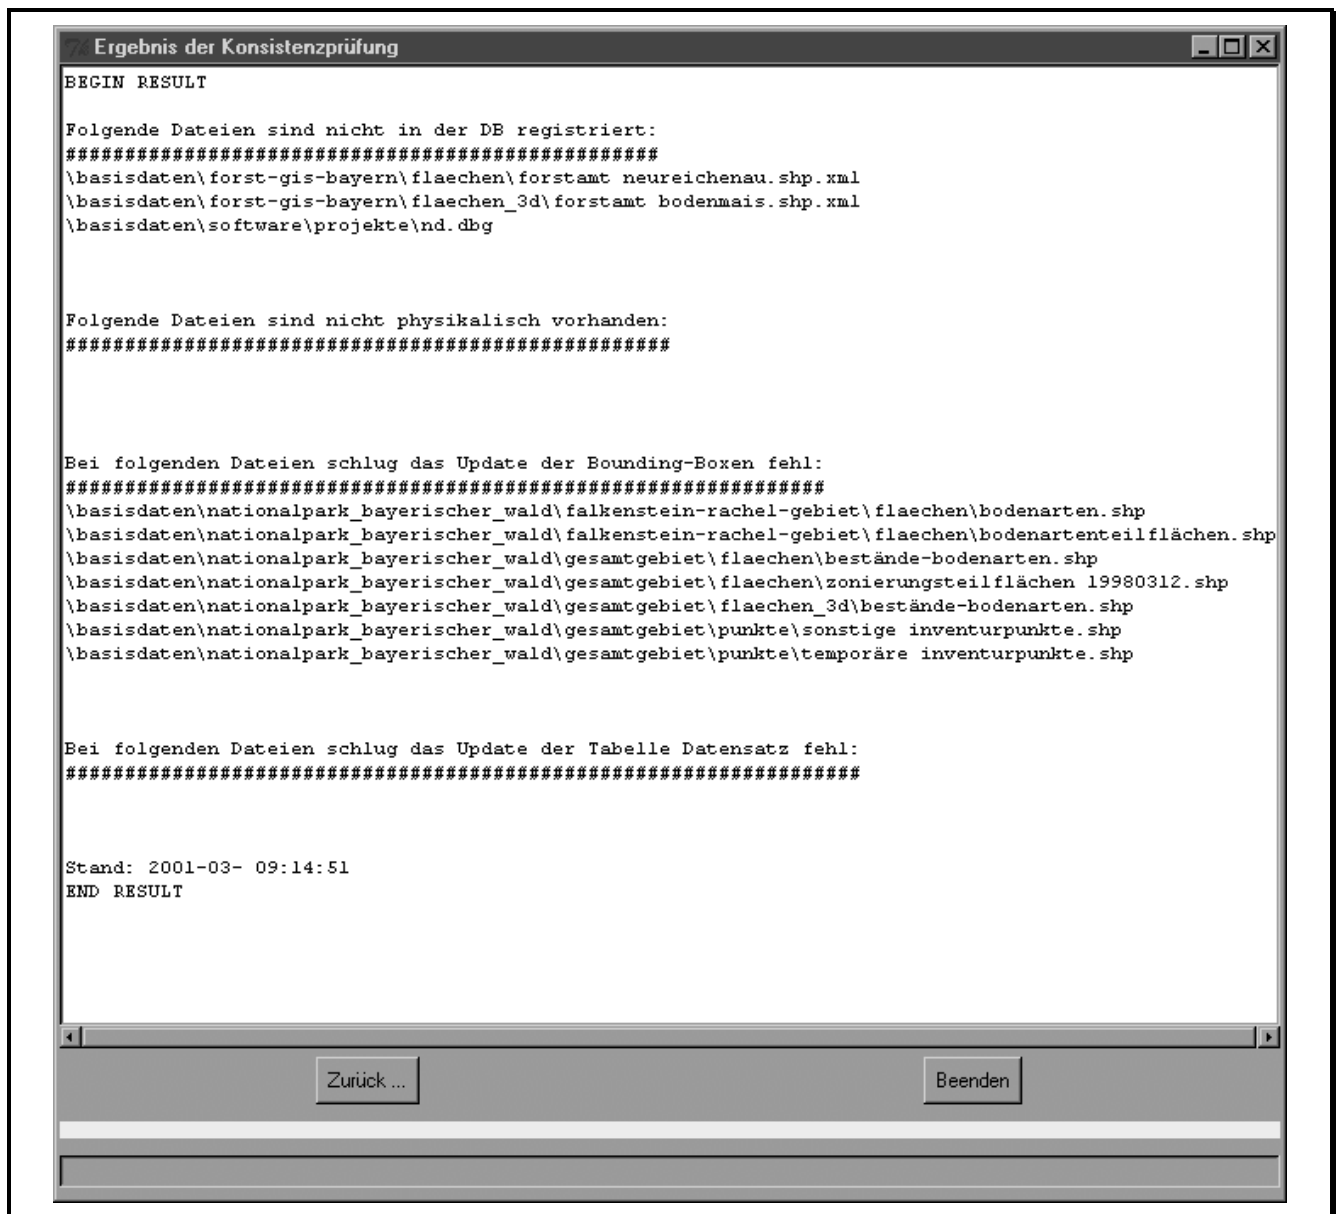 Ergebnis der Konsistenzprüfung
BEGIN RESULT
Folgende Dateien sind nicht in der DB registriert:
##################################################
\basisdaten\forst-gis-bayern\flaechen\forstamt neureichenau.shp.xml
\basisdaten\forst-gis-bayern\flaechen_3d\forstamt bodenmais.shp.xml
\basisdaten\software\projekte\nd.dbg
Folgende Dateien sind nicht physikalisch vorhanden:
###################################################
Bei folgenden Dateien schlug das Update der Bounding-Boxen fehl:
################################################################
\basisdaten\nationalpark_bayerischer_wald\falkenstein-rachel-gebiet\flaechen\bodenarten.shp
\basisdaten\nationalpark_bayerischer_wald\falkenstein-rachel-gebiet\flaechen\bodenartenteilflächen.shp
\basisdaten\nationalpark_bayerischer_wald\gesamtgebiet\flaechen\bestände-bodenarten.shp
\basisdaten\nationalpark_bayerischer_wald\gesamtgebiet\flaechen\zonierungsteilflächen 19980312.shp
\basisdaten\nationalpark_bayerischer_wald\gesamtgebiet\flaechen_3d\bestände-bodenarten.shp
\basisdaten\nationalpark_bayerischer_wald\gesamtgebiet\punkte\sonstige inventurpunkte.shp
\basisdaten\nationalpark_bayerischer_wald\gesamtgebiet\punkte\temporäre inventurpunkte.shp
Bei folgenden Dateien schlug das Update der Tabelle Datensatz fehl:
###################################################################
Stand: 2001-03- 09:14:51
END RESULT
Zurück ...
Beenden